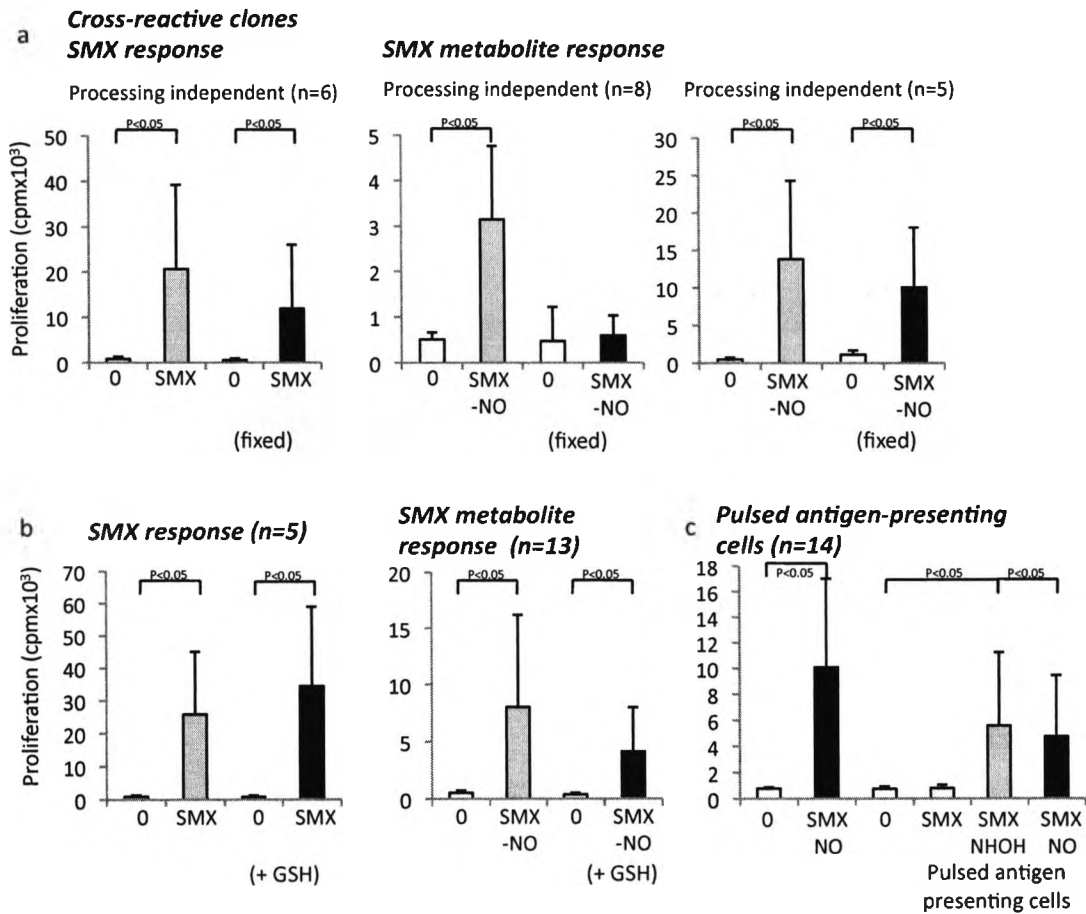 a
Cross-reactive clones
SMX response
SMX metabolite response
Processing independent (n=6)
Processing independent (n=8)
Processing independent (n=5)
Proliferation (cpmx10³)
50
40
30
20
10
0
P<0.05
P<0.05
0 SMX 0 SMX
(fixed)
5
4
3
2
1
0
P<0.05
0 SMX 0 SMX
-NO -NO
(fixed)
30
25
20
15
10
5
0
P<0.05
P<0.05
0 SMX 0 SMX
-NO -NO
(fixed)
b
SMX response (n=5)
Proliferation (cpmx10³)
70
60
50
40
30
20
10
0
P<0.05
P<0.05
0 SMX 0 SMX
(+ GSH)
SMX metabolite
response (n=13)
20
15
10
5
0
P<0.05
P<0.05
0 SMX 0 SMX
-NO -NO
(+ GSH)
c
Pulsed antigen-presenting
cells (n=14)
18
16
14
12
10
8
6
4
2
0
P<0.05
P<0.05
P<0.05
0 SMX 0 SMX SMX SMX
NO NHOH NO
Pulsed antigen
presenting cells